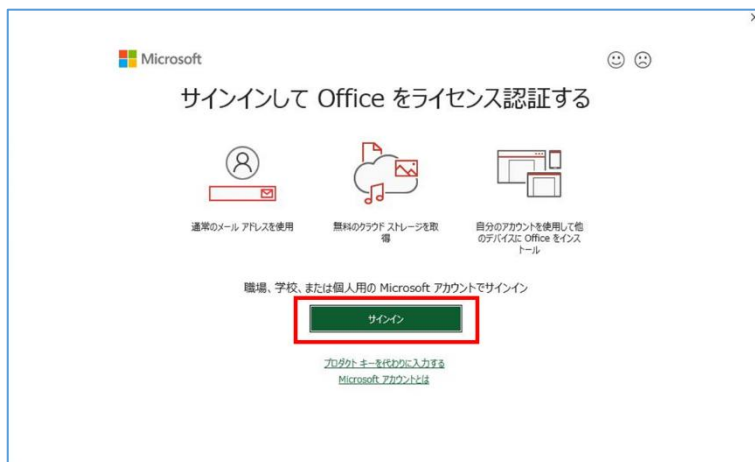 Microsoft
サインインして Office をライセンス認証する
通常のメール アドレスを使用
無料のクラウド ストレージを取
得
自分のアカウントを使用して他
のデバイスに Office をインス
トール
職場、学校、または個人用の Microsoft アカウントでサインイン
サインイン
プロダクト キーを代わりに入力する
Microsoft アカウントとは